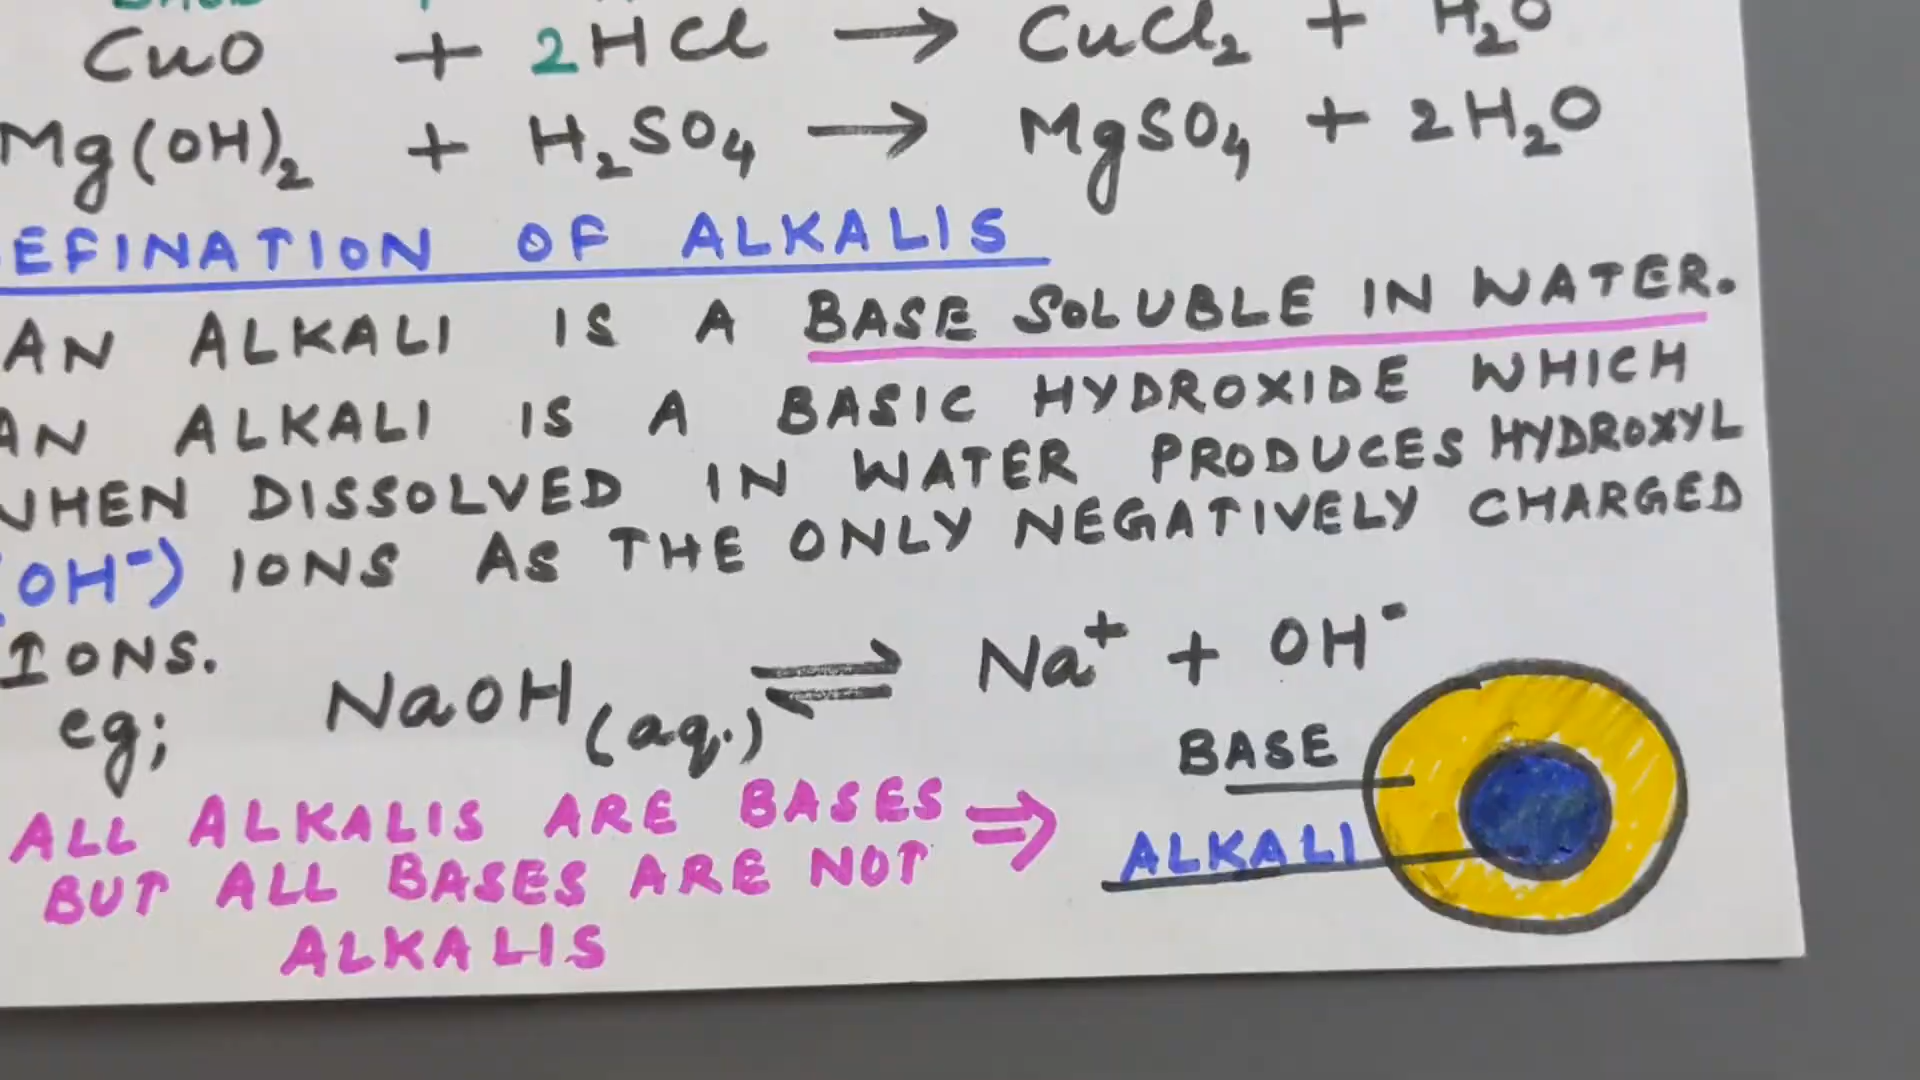 CuO + 2HCl → CuCl₂ + H₂O
Mg(OH)₂ + H₂SO₄ → MgSO₄ + 2H₂O
EFINATION OF ALKALIS
AN ALKALI IS A BASE SOLUBLE IN WATER.
AN ALKALI IS A BASIC HYDROXIDE WHICH
WHEN DISSOLVED IN WATER PRODUCES HYDROXYL
(OH⁻) IONS AS THE ONLY NEGATIVELY CHARGED
IONS.
eg; NaOH(aq.) ⇌ Na⁺ + OH⁻
BASE
ALL ALKALIS ARE BASES ⇒
ALKALI
BUT ALL BASES ARE NOT
ALKALIS